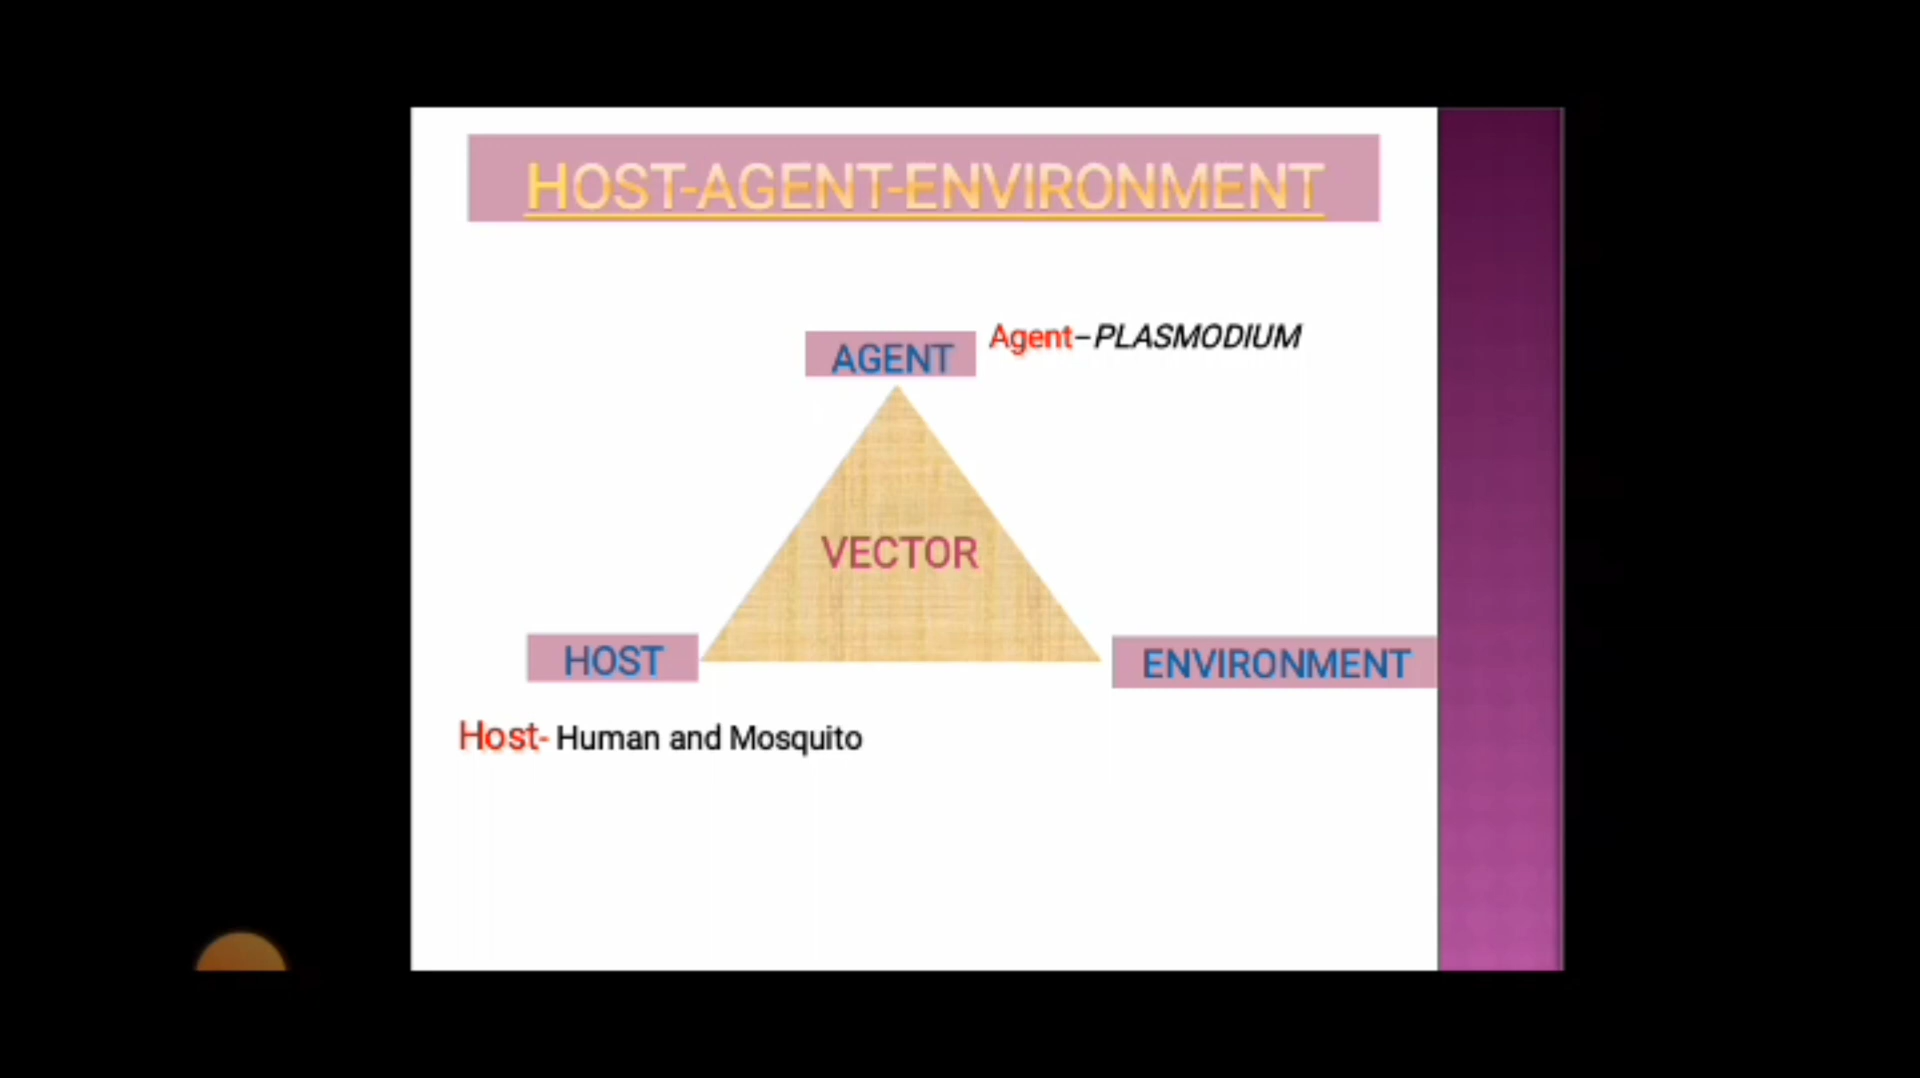 HOST-AGENT-ENVIRONMENT
AGENT
Agent–PLASMODIUM
VECTOR
HOST
ENVIRONMENT
Host- Human and Mosquito